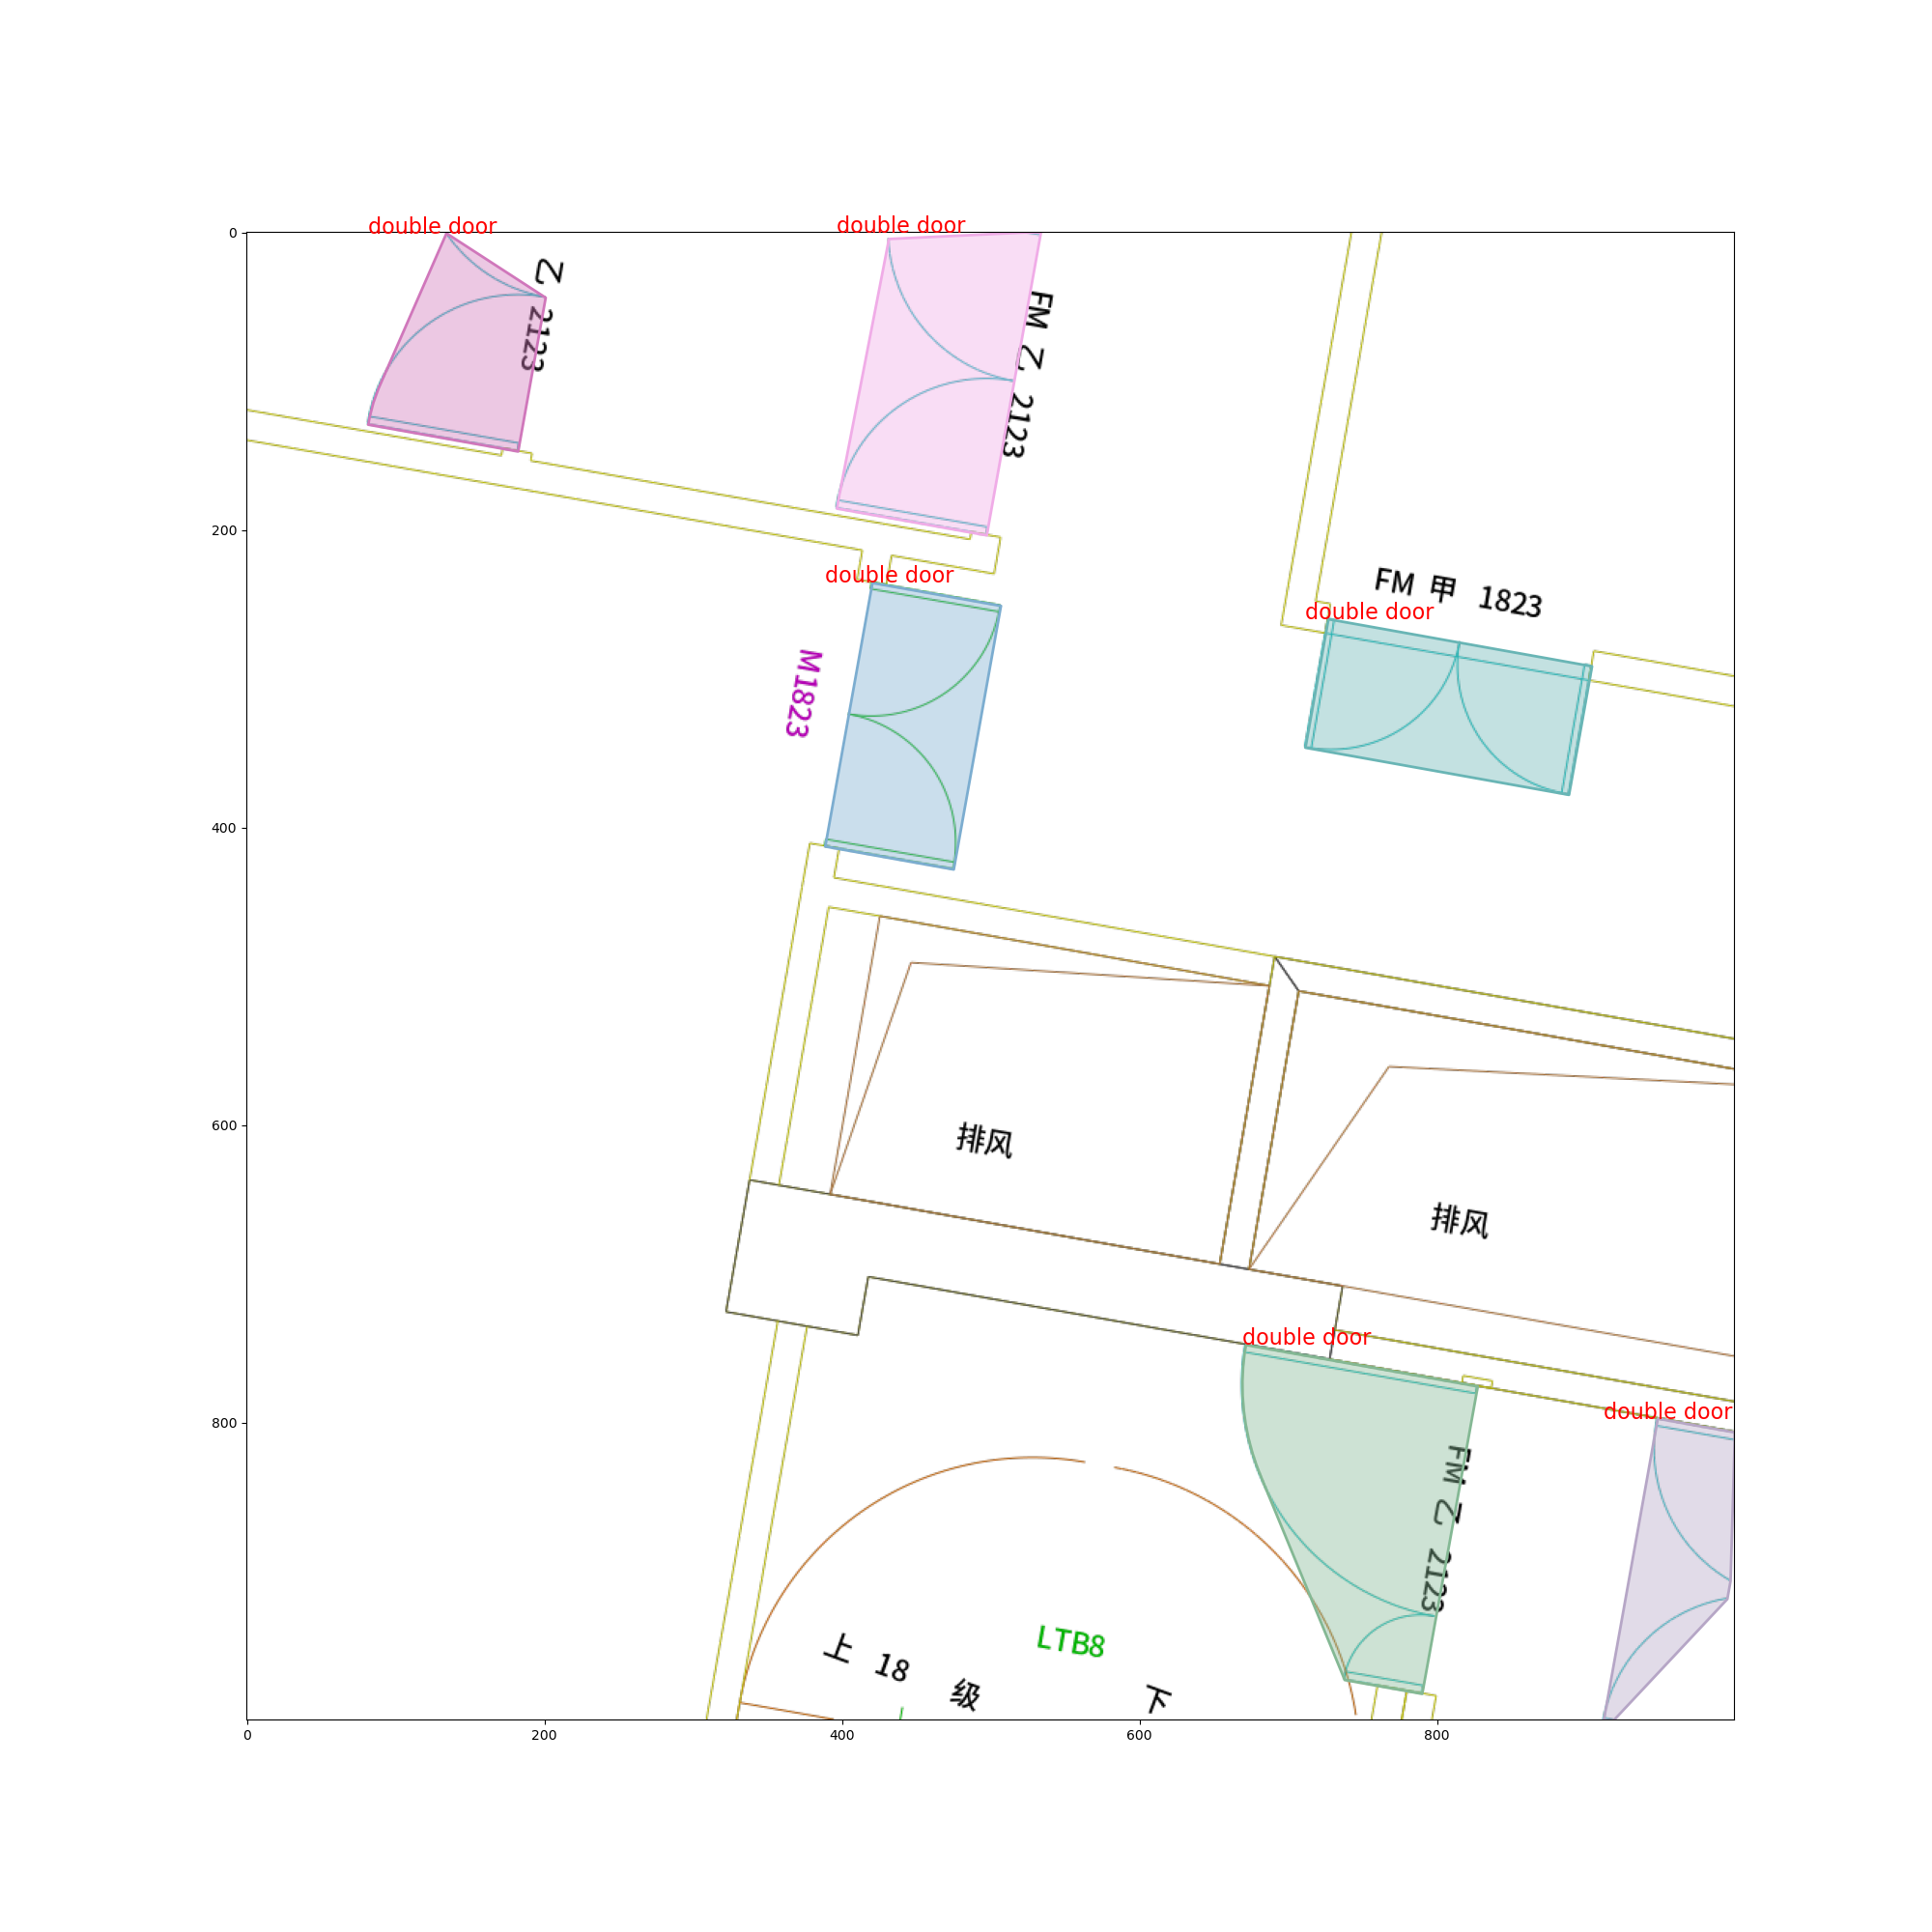 double door
double door
乙 2123
FM 乙 2123
double door
FM 甲 1823
double door
M1823
排风
排风
double door
double door
FM 乙 2123
LTB8
上 18 级
下
0
200
400
600
800
0
200
400
600
800